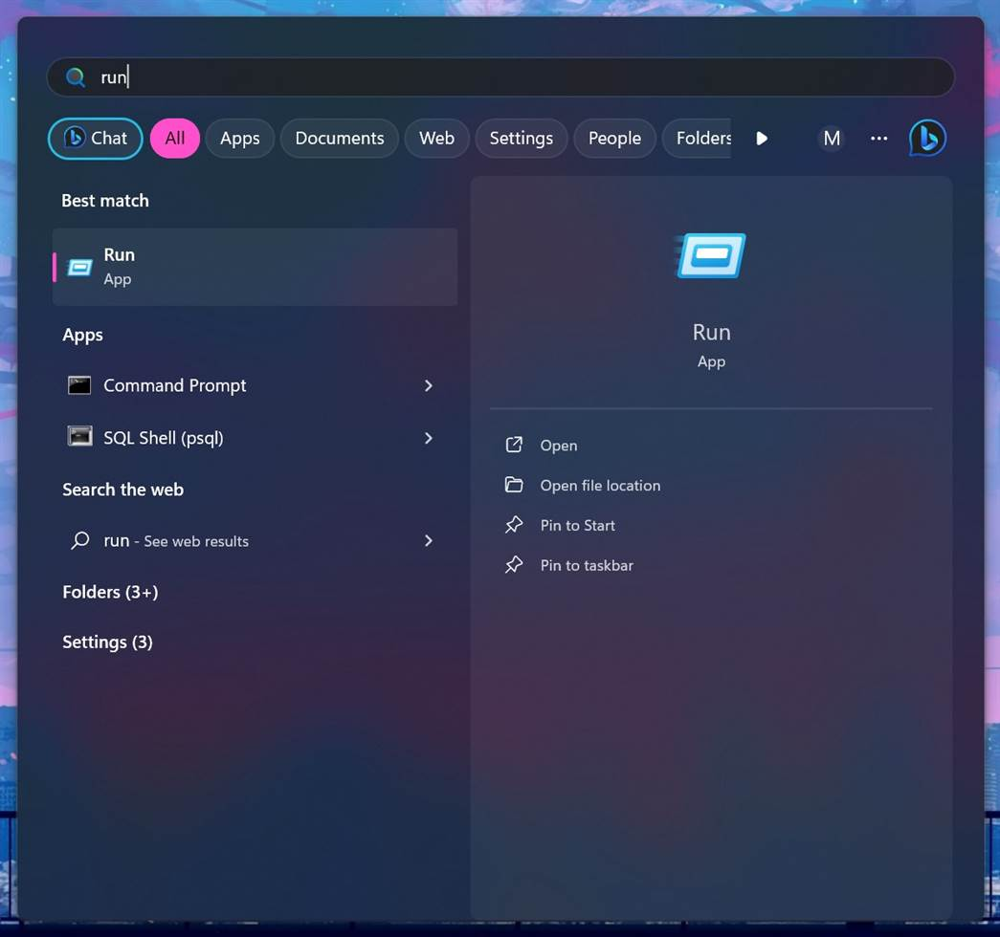 run
Chat All Apps Documents Web Settings People Folders M ...
Best match
Run
App
Apps
Command Prompt
SQL Shell (psql)
Search the web
run - See web results
Folders (3+)
Settings (3)
Run
App
Open
Open file location
Pin to Start
Pin to taskbar